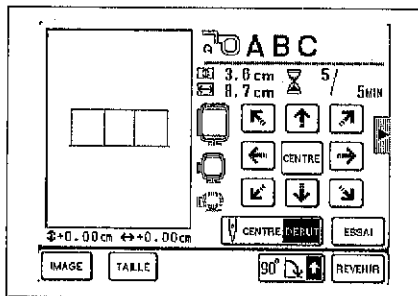 ABC
3,6cm 5/
8,7cm 5MIN
CENTRE
↕+0.00cm ↔+0.00cm
CENTRE DEBUT ESSAI
IMAGE TAILLE 90° REVENIR